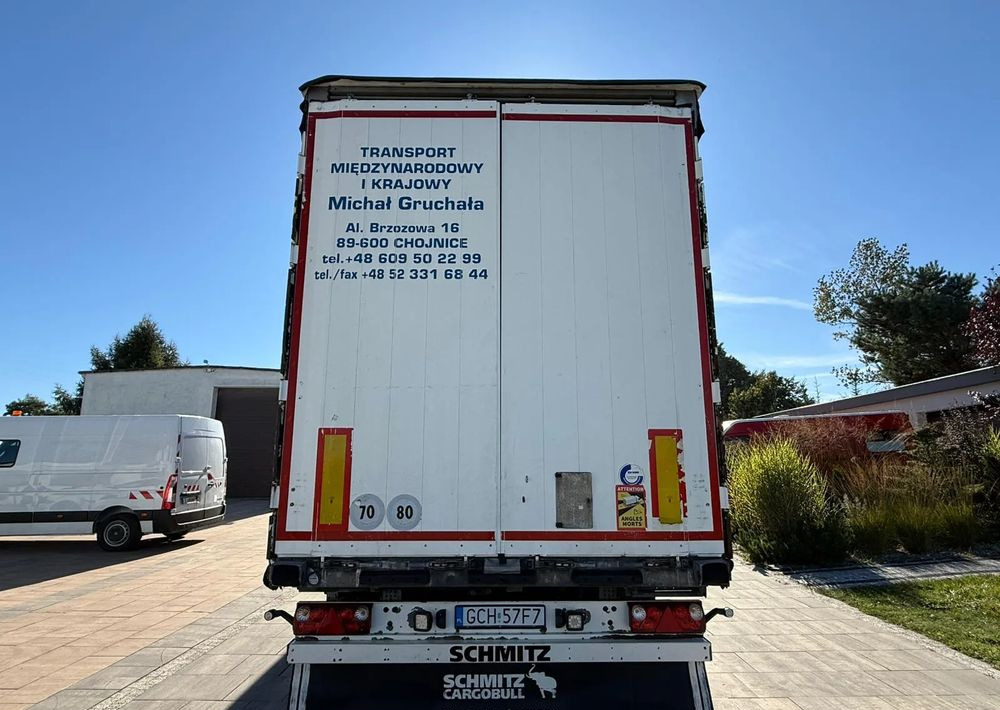 TRANSPORT
MIĘDZYNARODOWY
I KRAJOWY
Michał Gruchała
Al. Brzozowa 16
89-600 CHOJNICE
tel.+48 609 50 22 99
tel./fax +48 52 331 68 44
70 80
ATTENTION
ANGLES
MORTS
GCH 57F7
SCHMITZ
SCHMITZ
CARGOBULL